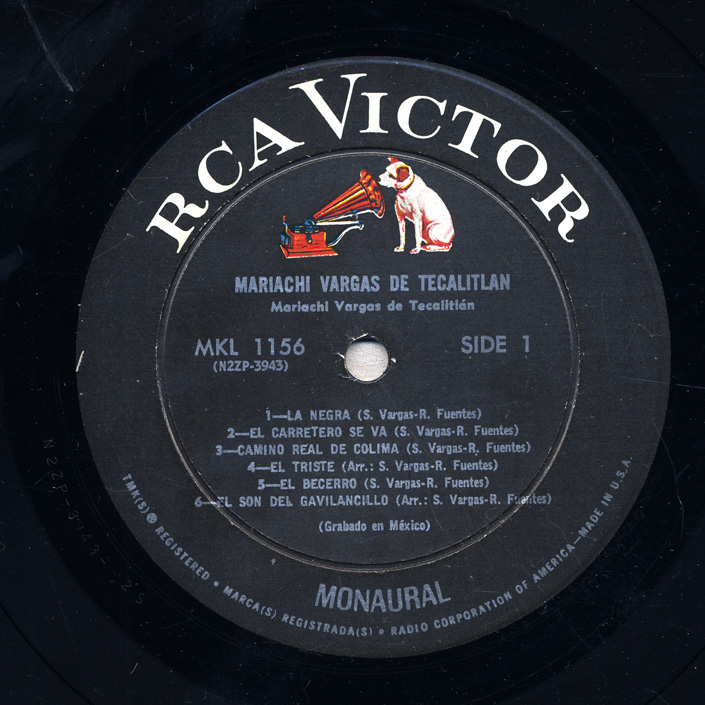 RCA VICTOR
MARIACHI VARGAS DE TECALITLAN
Mariachi Vargas de Tecalitlán
MKL 1156
(N2ZP-3943)
SIDE 1
1—LA NEGRA (S. Vargas-R. Fuentes)
2—EL CARRETERO SE VA (S. Vargas-R. Fuentes)
3—CAMINO REAL DE COLIMA (S. Vargas-R. Fuentes)
4—EL TRISTE (Arr.: S. Vargas-R. Fuentes)
5—EL BECERRO (S. Vargas-R. Fuentes)
6—EL SON DEL GAVILANCILLO (Arr.: S. Vargas-R. Fuentes)
(Grabado en México)
MONAURAL
TMK(S) ® REGISTERED • MARCA(S) REGISTRADA(S) • RADIO CORPORATION OF AMERICA—MADE IN U.S.A.
N2ZP-3943-2S